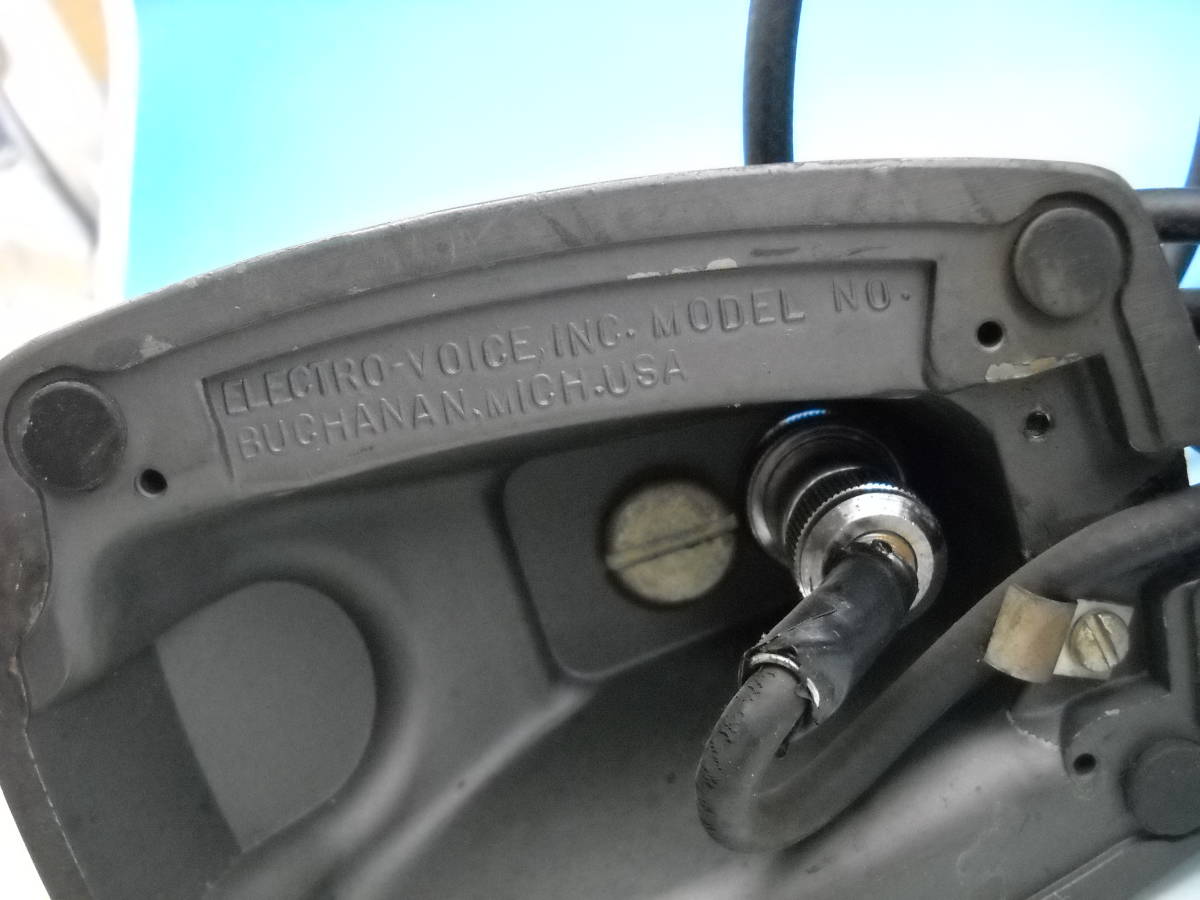 ELECTRO-VOICE, INC. MODEL NO.
BUCHANAN, MICH. USA